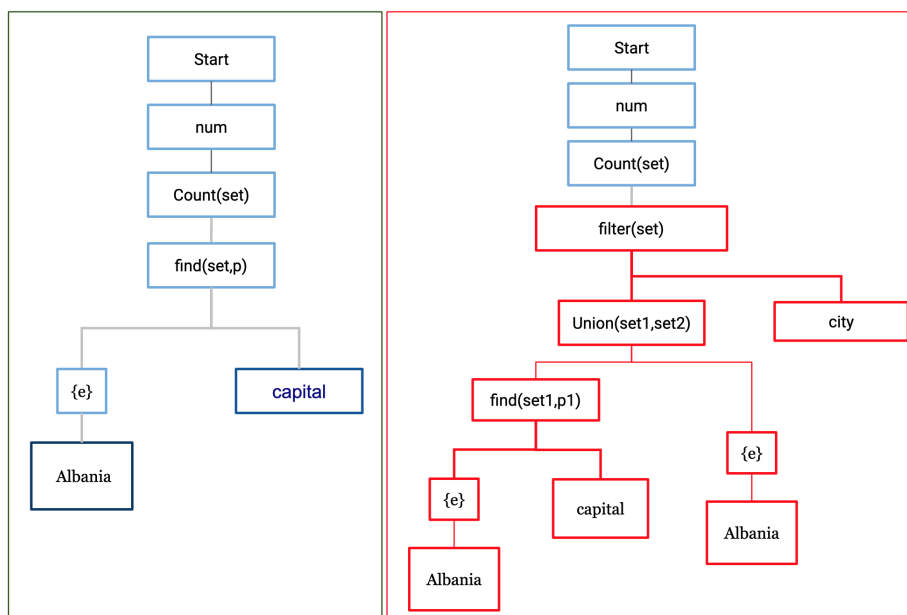 Start
num
Count(set)
find(set,p)
{e}
capital
Albania
Start
num
Count(set)
filter(set)
Union(set1,set2)
city
find(set1,p1)
{e}
{e}
capital
Albania
Albania